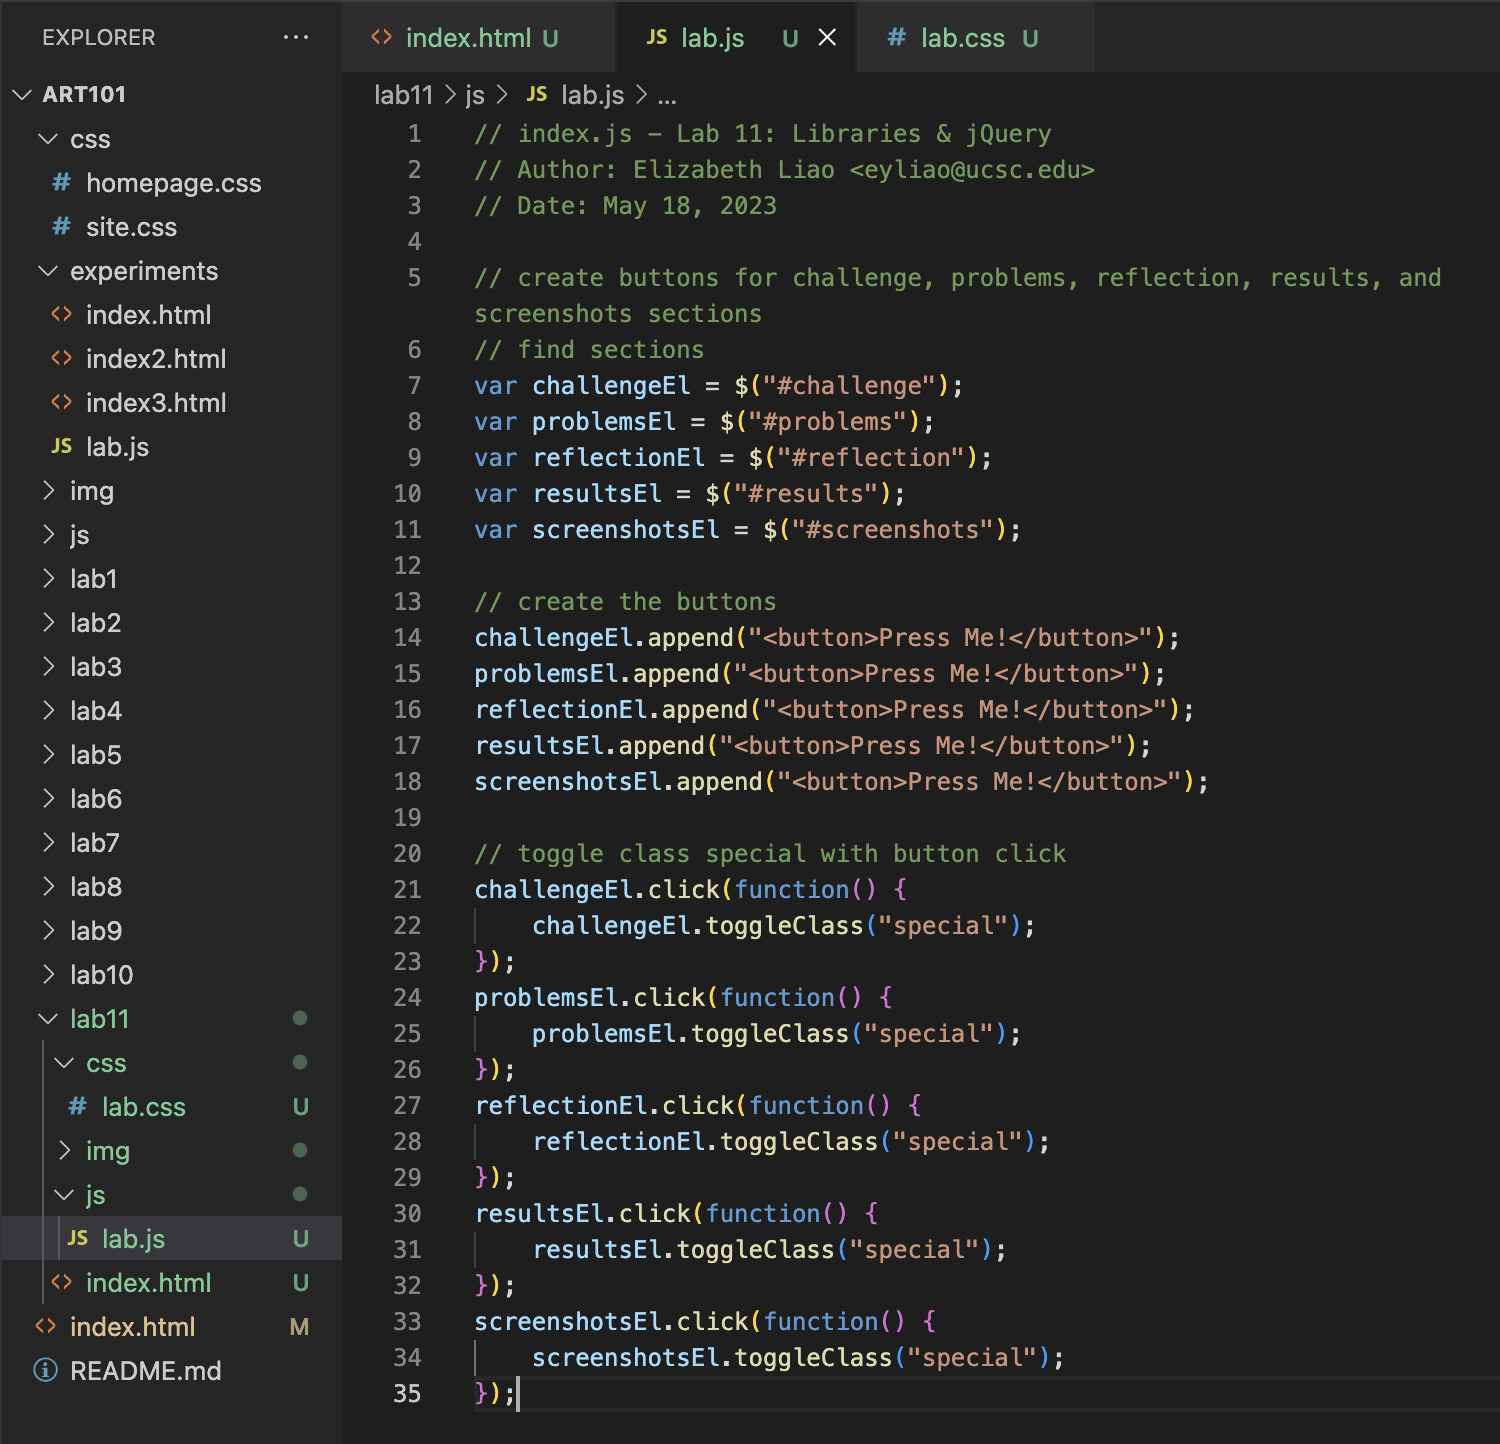 EXPLORER
ART101
css
# homepage.css
# site.css
experiments
<> index.html
<> index2.html
<> index3.html
JS lab.js
img
js
lab1
lab2
lab3
lab4
lab5
lab6
lab7
lab8
lab9
lab10
lab11
css
# lab.css U
img
js
JS lab.js U
<> index.html U
<> index.html M
README.md
<> index.html U
JS lab.js U
# lab.css U
lab11 > js > JS lab.js > ...
1 // index.js - Lab 11: Libraries & jQuery
2 // Author: Elizabeth Liao <eyliao@ucsc.edu>
3 // Date: May 18, 2023
4
5 // create buttons for challenge, problems, reflection, results, and
screenshots sections
6 // find sections
7 var challengeEl = $("#challenge");
8 var problemsEl = $("#problems");
9 var reflectionEl = $("#reflection");
10 var resultsEl = $("#results");
11 var screenshotsEl = $("#screenshots");
12
13 // create the buttons
14 challengeEl.append("<button>Press Me!</button>");
15 problemsEl.append("<button>Press Me!</button>");
16 reflectionEl.append("<button>Press Me!</button>");
17 resultsEl.append("<button>Press Me!</button>");
18 screenshotsEl.append("<button>Press Me!</button>");
19
20 // toggle class special with button click
21 challengeEl.click(function() {
22     challengeEl.toggleClass("special");
23 });
24 problemsEl.click(function() {
25     problemsEl.toggleClass("special");
26 });
27 reflectionEl.click(function() {
28     reflectionEl.toggleClass("special");
29 });
30 resultsEl.click(function() {
31     resultsEl.toggleClass("special");
32 });
33 screenshotsEl.click(function() {
34     screenshotsEl.toggleClass("special");
35 });